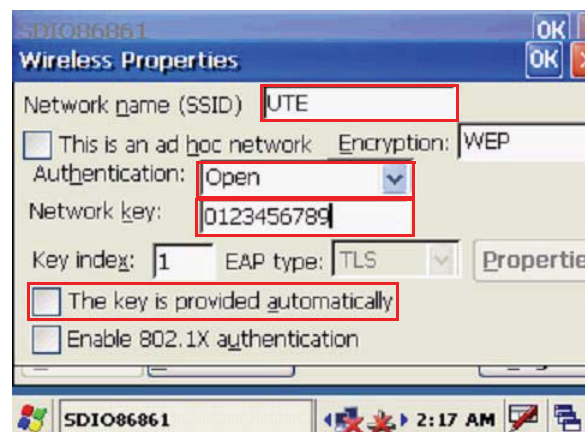 SDIO86861 OK
Wireless Properties OK
Network name (SSID) UTE
This is an ad hoc network Encryption: WEP
Authentication: Open
Network key: 0123456789
Key index: 1 EAP type: TLS Propertie
The key is provided automatically
Enable 802.1X authentication
SDIO86861 2:17 AM